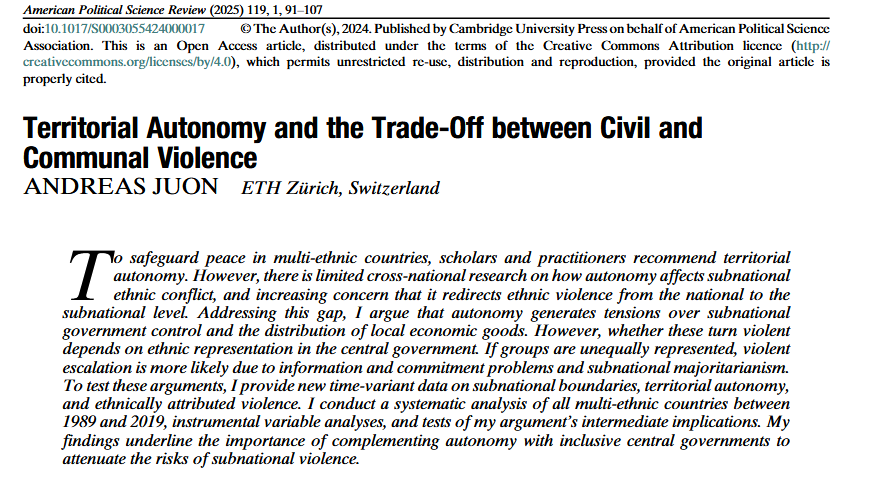 American Political Science Review (2025) 119, 1, 91–107
doi:10.1017/S0003055424000017 © The Author(s), 2024. Published by Cambridge University Press on behalf of American Political Science
Association. This is an Open Access article, distributed under the terms of the Creative Commons Attribution licence (http://
creativecommons.org/licenses/by/4.0), which permits unrestricted re-use, distribution and reproduction, provided the original article is
properly cited.
Territorial Autonomy and the Trade-Off between Civil and
Communal Violence
ANDREAS JUON ETH Zürich, Switzerland
To safeguard peace in multi-ethnic countries, scholars and practitioners recommend territorial
autonomy. However, there is limited cross-national research on how autonomy affects subnational
ethnic conflict, and increasing concern that it redirects ethnic violence from the national to the
subnational level. Addressing this gap, I argue that autonomy generates tensions over subnational
government control and the distribution of local economic goods. However, whether these turn violent
depends on ethnic representation in the central government. If groups are unequally represented, violent
escalation is more likely due to information and commitment problems and subnational majoritarianism.
To test these arguments, I provide new time-variant data on subnational boundaries, territorial autonomy,
and ethnically attributed violence. I conduct a systematic analysis of all multi-ethnic countries between
1989 and 2019, instrumental variable analyses, and tests of my argument's intermediate implications. My
findings underline the importance of complementing autonomy with inclusive central governments to
attenuate the risks of subnational violence.